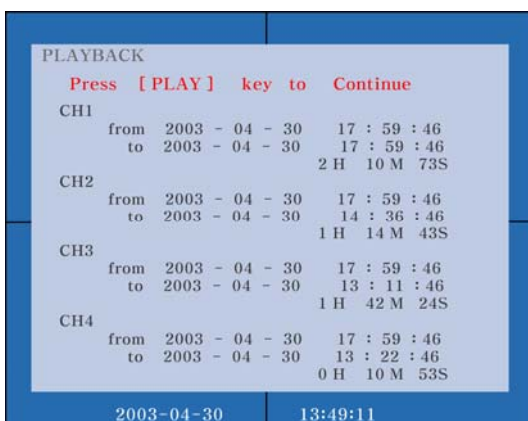 PLAYBACK
Press [ PLAY ] key to Continue
CH1
from 2003 - 04 - 30 17 : 59 : 46
to 2003 - 04 - 30 17 : 59 : 46
2 H 10 M 73S
CH2
from 2003 - 04 - 30 17 : 59 : 46
to 2003 - 04 - 30 14 : 36 : 46
1 H 14 M 43S
CH3
from 2003 - 04 - 30 17 : 59 : 46
to 2003 - 04 - 30 13 : 11 : 46
1 H 42 M 24S
CH4
from 2003 - 04 - 30 17 : 59 : 46
to 2003 - 04 - 30 13 : 22 : 46
0 H 10 M 53S
2003-04-30 13:49:11